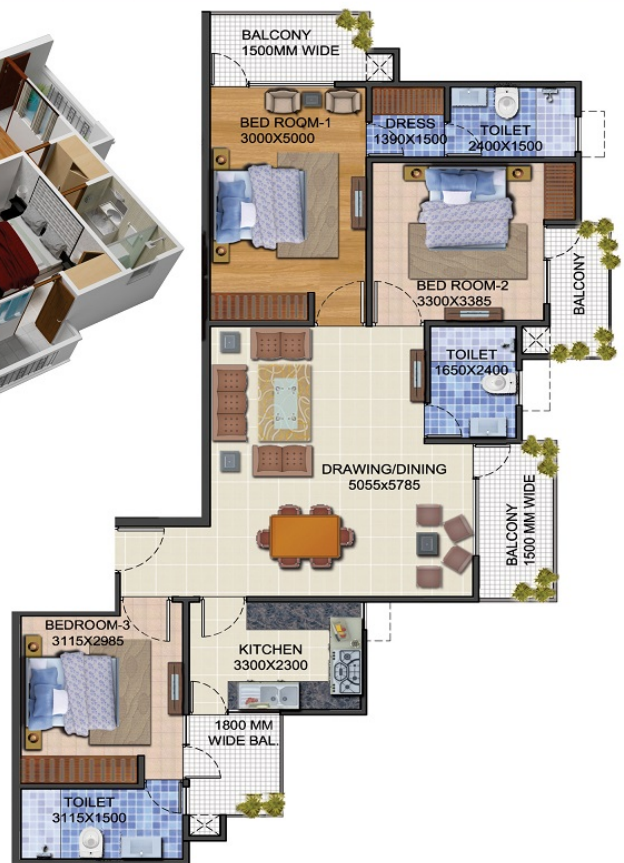 BALCONY
1500MM WIDE
BED ROOM-1
3000X5000
DRESS
1390X1500
TOILET
2400X1500
BED ROOM-2
3300X3385
BALCONY
TOILET
1650X2400
DRAWING/DINING
5055x5785
BALCONY
1500 MM WIDE
BEDROOM-3
3115X2985
KITCHEN
3300X2300
1800 MM
WIDE BAL.
TOILET
3115X1500